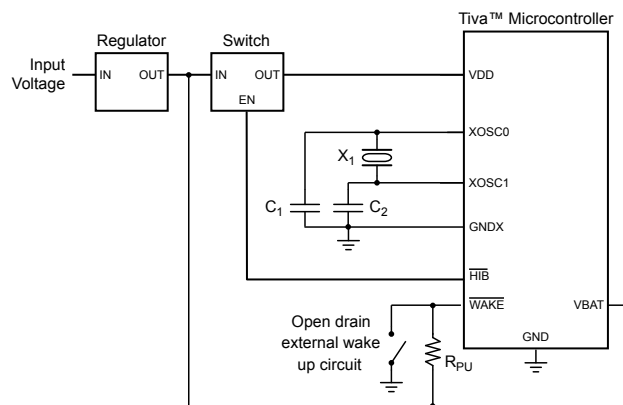 Tiva™ Microcontroller
Regulator
Switch
Input
Voltage
IN
OUT
IN
OUT
EN
VDD
XOSC0
X1
XOSC1
C1
C2
GNDX
HIB
WAKE
VBAT
Open drain
external wake
up circuit
RPU
GND